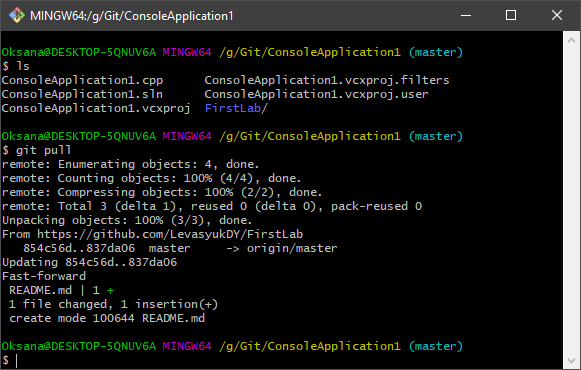 MINGW64:/g/Git/ConsoleApplication1
Oksana@DESKTOP-5QNUV6A MINGW64 /g/Git/ConsoleApplication1 (master)
$ ls
ConsoleApplication1.cpp      ConsoleApplication1.vcxproj.filters
ConsoleApplication1.sln      ConsoleApplication1.vcxproj.user
ConsoleApplication1.vcxproj  FirstLab/
Oksana@DESKTOP-5QNUV6A MINGW64 /g/Git/ConsoleApplication1 (master)
$ git pull
remote: Enumerating objects: 4, done.
remote: Counting objects: 100% (4/4), done.
remote: Compressing objects: 100% (2/2), done.
remote: Total 3 (delta 1), reused 0 (delta 0), pack-reused 0
Unpacking objects: 100% (3/3), done.
From https://github.com/LevasyukDY/FirstLab
   854c56d..837da06  master     -> origin/master
Updating 854c56d..837da06
Fast-forward
 README.md | 1 +
 1 file changed, 1 insertion(+)
 create mode 100644 README.md
Oksana@DESKTOP-5QNUV6A MINGW64 /g/Git/ConsoleApplication1 (master)
$